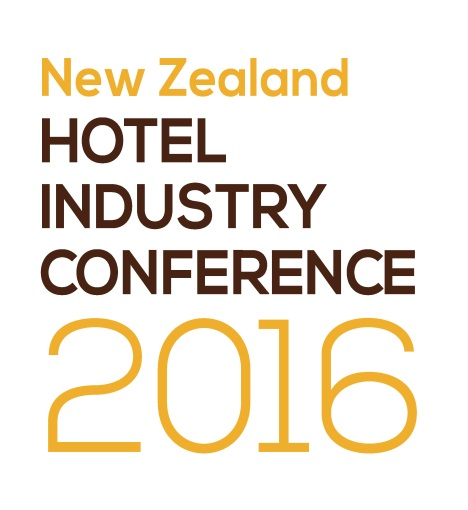 New Zealand
HOTEL
INDUSTRY
CONFERENCE
2016